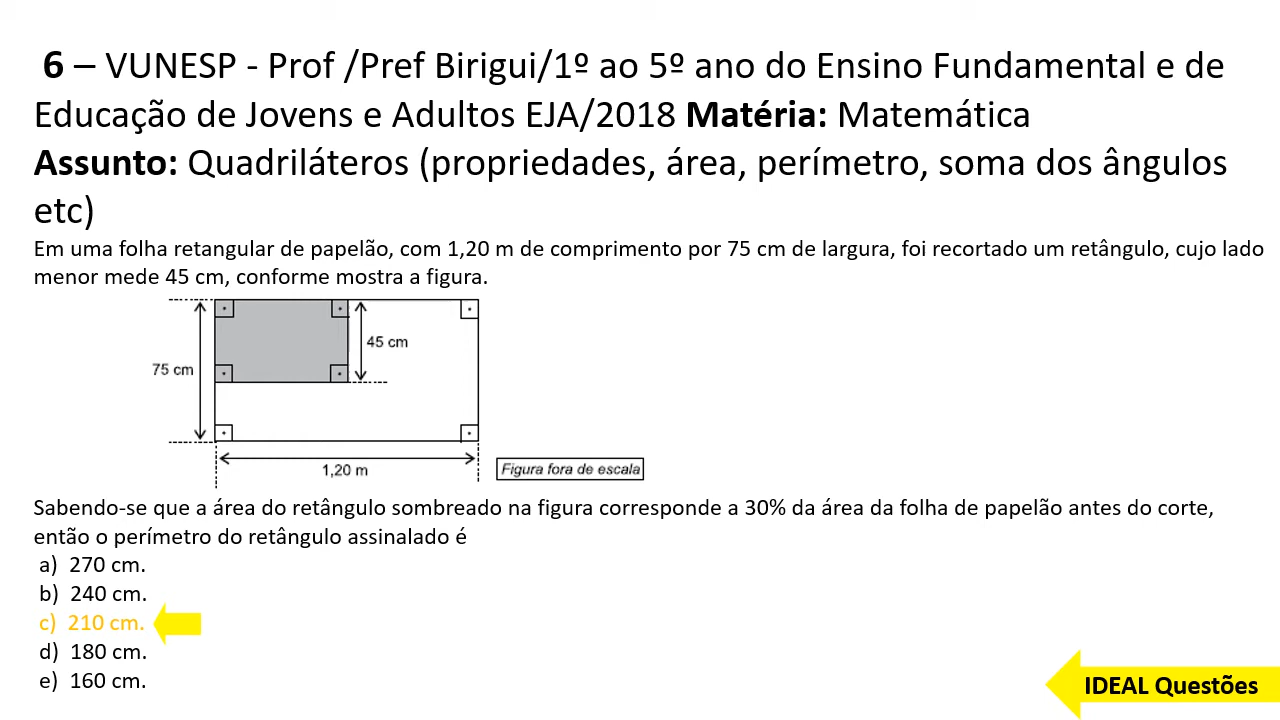 6 – VUNESP - Prof /Pref Birigui/1º ao 5º ano do Ensino Fundamental e de
Educação de Jovens e Adultos EJA/2018 Matéria: Matemática
Assunto: Quadriláteros (propriedades, área, perímetro, soma dos ângulos
etc)
Em uma folha retangular de papelão, com 1,20 m de comprimento por 75 cm de largura, foi recortado um retângulo, cujo lado
menor mede 45 cm, conforme mostra a figura.
45 cm
75 cm
1,20 m
Figura fora de escala
Sabendo-se que a área do retângulo sombreado na figura corresponde a 30% da área da folha de papelão antes do corte,
então o perímetro do retângulo assinalado é
a) 270 cm.
b) 240 cm.
c) 210 cm.
d) 180 cm.
e) 160 cm.
IDEAL Questões